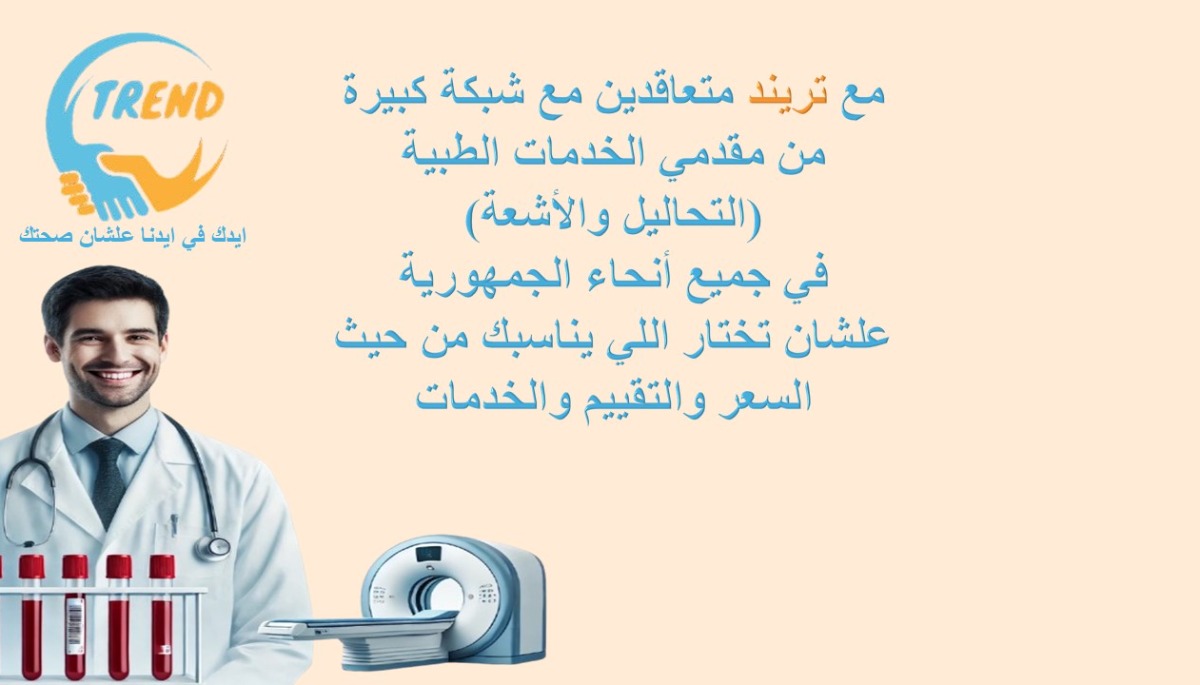 TREND
ايدك في ايدنا علشان صحتك
مع تريند متعاقدين مع شبكة كبيرة
من مقدمي الخدمات الطبية
(التحاليل والأشعة)
في جميع أنحاء الجمهورية
علشان تختار اللي يناسبك من حيث
السعر والتقييم والخدمات